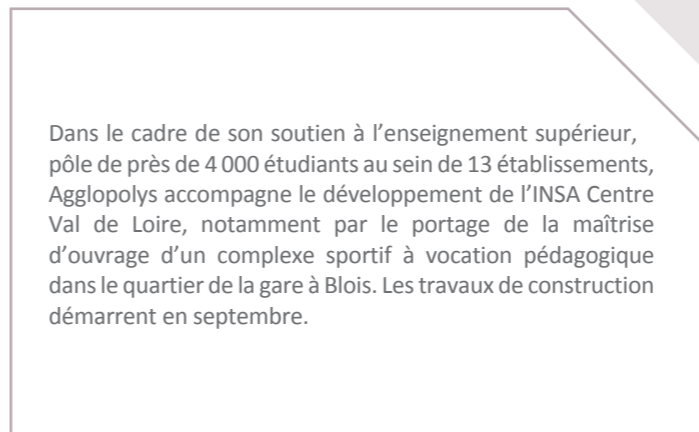 Dans le cadre de son soutien à l’enseignement supérieur,
pôle de près de 4 000 étudiants au sein de 13 établissements,
Agglopolys accompagne le développement de l’INSA Centre
Val de Loire, notamment par le portage de la maîtrise
d’ouvrage d’un complexe sportif à vocation pédagogique
dans le quartier de la gare à Blois. Les travaux de construction
démarrent en septembre.